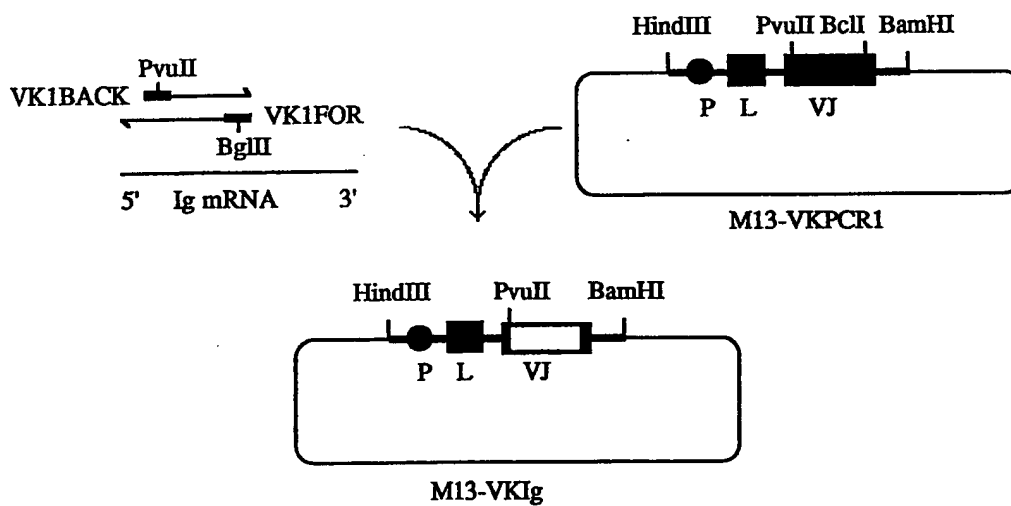 HindIII PvuII BclI BamHI
P L VJ
M13-VKPCR1
PvuII
VK1BACK
VK1FOR
BglII
5' Ig mRNA 3'
HindIII PvuII BamHI
P L VJ
M13-VKIg